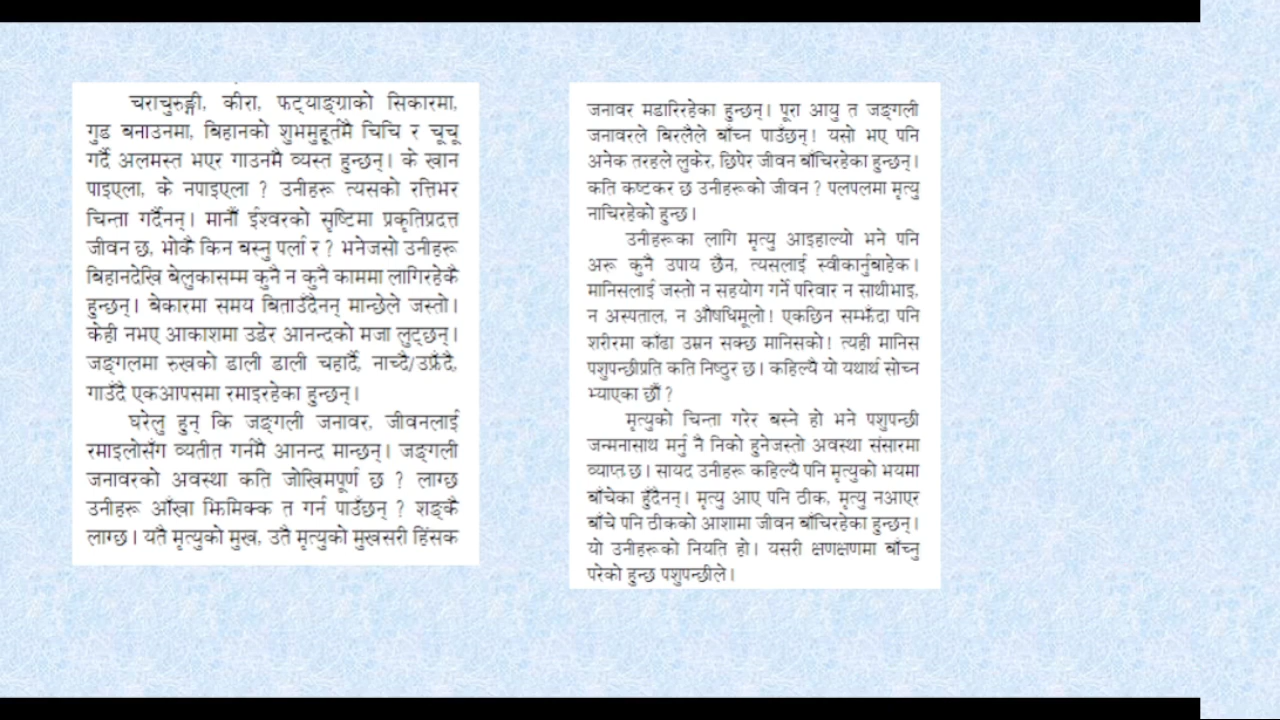 चराचुरुङ्गी, कीरा, फट्याङ्ग्राको सिकारमा,
गुड बनाउनमा, बिहानको शुभमुहूर्तमै चिचि र चूचू
गर्दै अलमस्त भएर गाउनमै व्यस्त हुन्छन्। के खान
पाइएला, के नपाइएला ? उनीहरू त्यसको रत्तिभर
चिन्ता गर्दैनन्। मानौँ ईश्वरको सृष्टिमा प्रकृतिप्रदत्त
जीवन छ, भोकै किन बस्नु पर्ला र ? भनेजसो उनीहरू
बिहानदेखि बेलुकासम्म कुनै न कुनै काममा लागिरहेकै
हुन्छन्। बेकारमा समय बिताउँदैनन् मान्छेले जस्तो।
केही नभए आकाशमा उडेर आनन्दको मजा लुट्छन्।
जङ्गलमा रुखको डाली डाली चहार्दै, नाच्दै/उफ्रँदै,
गाउँदै एकआपसमा रमाइरहेका हुन्छन्।
घरेलु हुन् कि जङ्गली जनावर, जीवनलाई
रमाइलोसँग व्यतीत गर्नमै आनन्द मान्छन्। जङ्गली
जनावरको अवस्था कति जोखिमपूर्ण छ ? लाग्छ
उनीहरू आँखा झिमिक्क त गर्न पाउँछन् ? शङ्कै
लाग्छ। यतै मृत्युको मुख, उतै मृत्युको मुखसरी हिंसक
जनावर मडारिरहेका हुन्छन्। पूरा आयु त जङ्गली
जनावरले बिरलैले बाँच्न पाउँछन्! यसो भए पनि
अनेक तरहले लुकेर, छिपेर जीवन बाँचिरहेका हुन्छन्।
कति कष्टकर छ उनीहरूको जीवन ? पलपलमा मृत्यु
नाचिरहेको हुन्छ।
उनीहरूका लागि मृत्यु आइहाल्यो भने पनि
अरू कुनै उपाय छैन, त्यसलाई स्वीकार्नुबाहेक।
मानिसलाई जस्तो न सहयोग गर्ने परिवार न साथीभाइ,
न अस्पताल, न औषधिमूलो! एकछिन सम्झँदा पनि
शरीरमा काँढा उम्रन सक्छ मानिसको! त्यही मानिस
पशुपन्छीप्रति कति निष्ठुर छ। कहिल्यै यो यथार्थ सोच्न
भ्याएका छौँ ?
मृत्युको चिन्ता गरेर बस्ने हो भने पशुपन्छी
जन्मनासाथ मर्नु नै निको हुनेजस्तो अवस्था संसारमा
व्याप्त छ। सायद उनीहरू कहिल्यै पनि मृत्युको भयमा
बाँचेका हुँदैनन्। मृत्यु आए पनि ठीक, मृत्यु नआएर
बाँचे पनि ठीकको आशामा जीवन बाँचिरहेका हुन्छन्।
यो उनीहरूको नियति हो। यसरी क्षणक्षणमा बाँच्नु
परेको हुन्छ पशुपन्छीले।